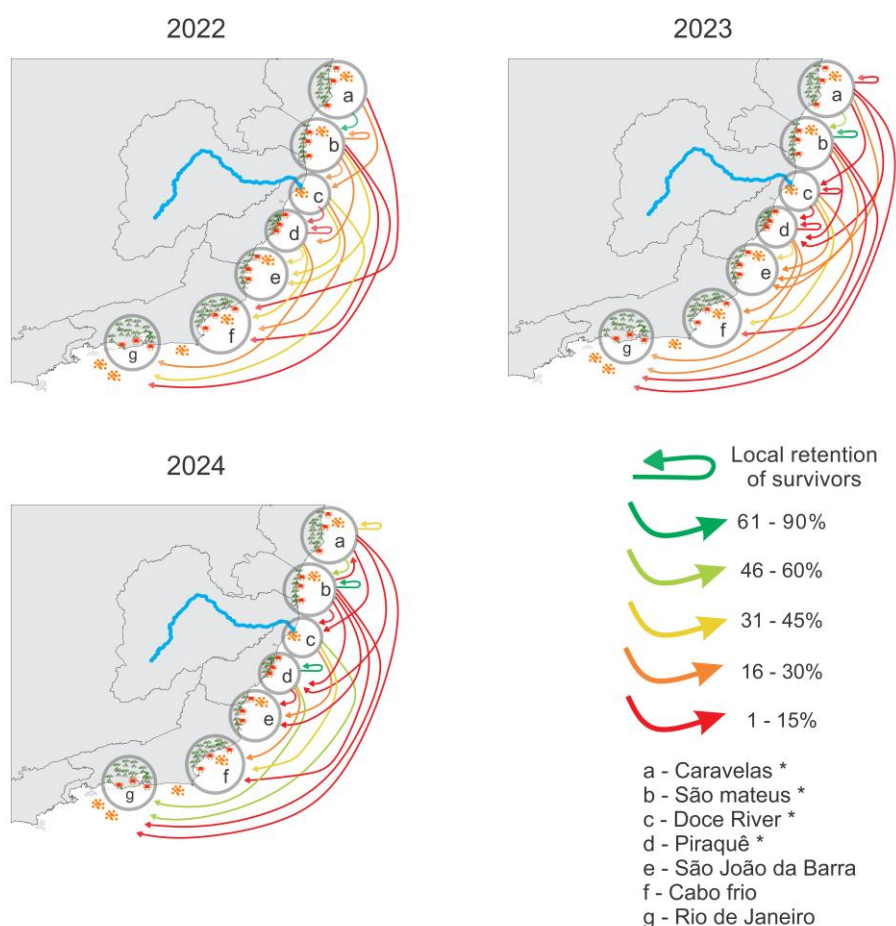 2022
a
b
c
d
e
f
g
2023
a
b
c
d
e
f
g
2024
a
b
c
d
e
f
g
Local retention
of survivors
61 - 90%
46 - 60%
31 - 45%
16 - 30%
1 - 15%
a - Caravelas *
b - São mateus *
c - Doce River *
d - Piraquê *
e - São João da Barra
f - Cabo frio
g - Rio de Janeiro